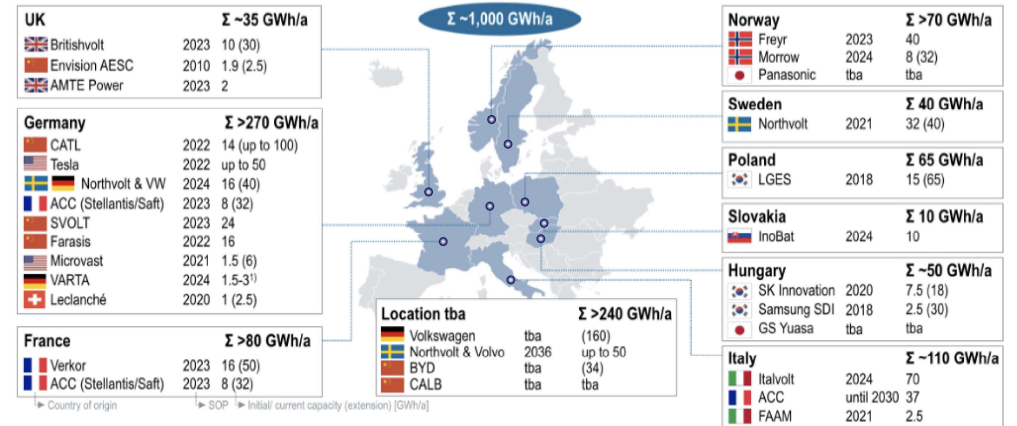 Σ ~1,000 GWh/a
UK Σ ~35 GWh/a
Britishvolt 2023 10 (30)
Envision AESC 2010 1.9 (2.5)
AMTE Power 2023 2
Germany Σ >270 GWh/a
CATL 2022 14 (up to 100)
Tesla 2022 up to 50
Northvolt & VW 2024 16 (40)
ACC (Stellantis/Saft) 2023 8 (32)
SVOLT 2023 24
Farasis 2022 16
Microvast 2021 1.5 (6)
VARTA 2024 1.5-3¹⁾
Leclanché 2020 1 (2.5)
France Σ >80 GWh/a
Verkor 2023 16 (50)
ACC (Stellantis/Saft) 2023 8 (32)
Country of origin SOP Initial/ current capacity (extension) [GWh/a]
Location tba Σ >240 GWh/a
Volkswagen tba (160)
Northvolt & Volvo 2036 up to 50
BYD tba (34)
CALB tba tba
Norway Σ >70 GWh/a
Freyr 2023 40
Morrow 2024 8 (32)
Panasonic tba tba
Sweden Σ 40 GWh/a
Northvolt 2021 32 (40)
Poland Σ 65 GWh/a
LGES 2018 15 (65)
Slovakia Σ 10 GWh/a
InoBat 2024 10
Hungary Σ ~50 GWh/a
SK Innovation 2020 7.5 (18)
Samsung SDI 2018 2.5 (30)
GS Yuasa tba tba
Italy Σ ~110 GWh/a
Italvolt 2024 70
ACC until 2030 37
FAAM 2021 2.5